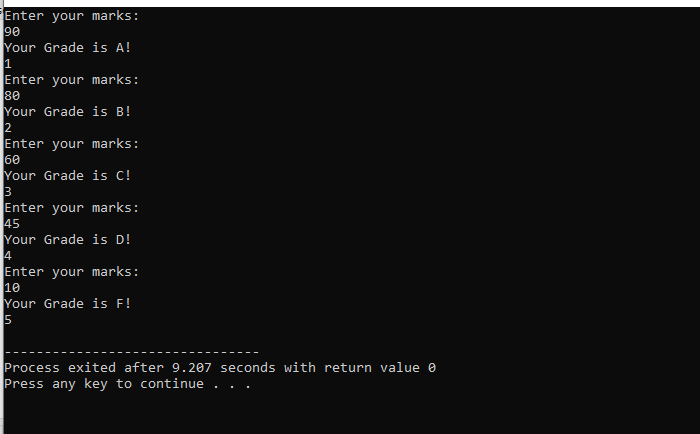 Enter your marks:
90
Your Grade is A!
1
Enter your marks:
80
Your Grade is B!
2
Enter your marks:
60
Your Grade is C!
3
Enter your marks:
45
Your Grade is D!
4
Enter your marks:
10
Your Grade is F!
5
--------------------------------
Process exited after 9.207 seconds with return value 0
Press any key to continue . . .